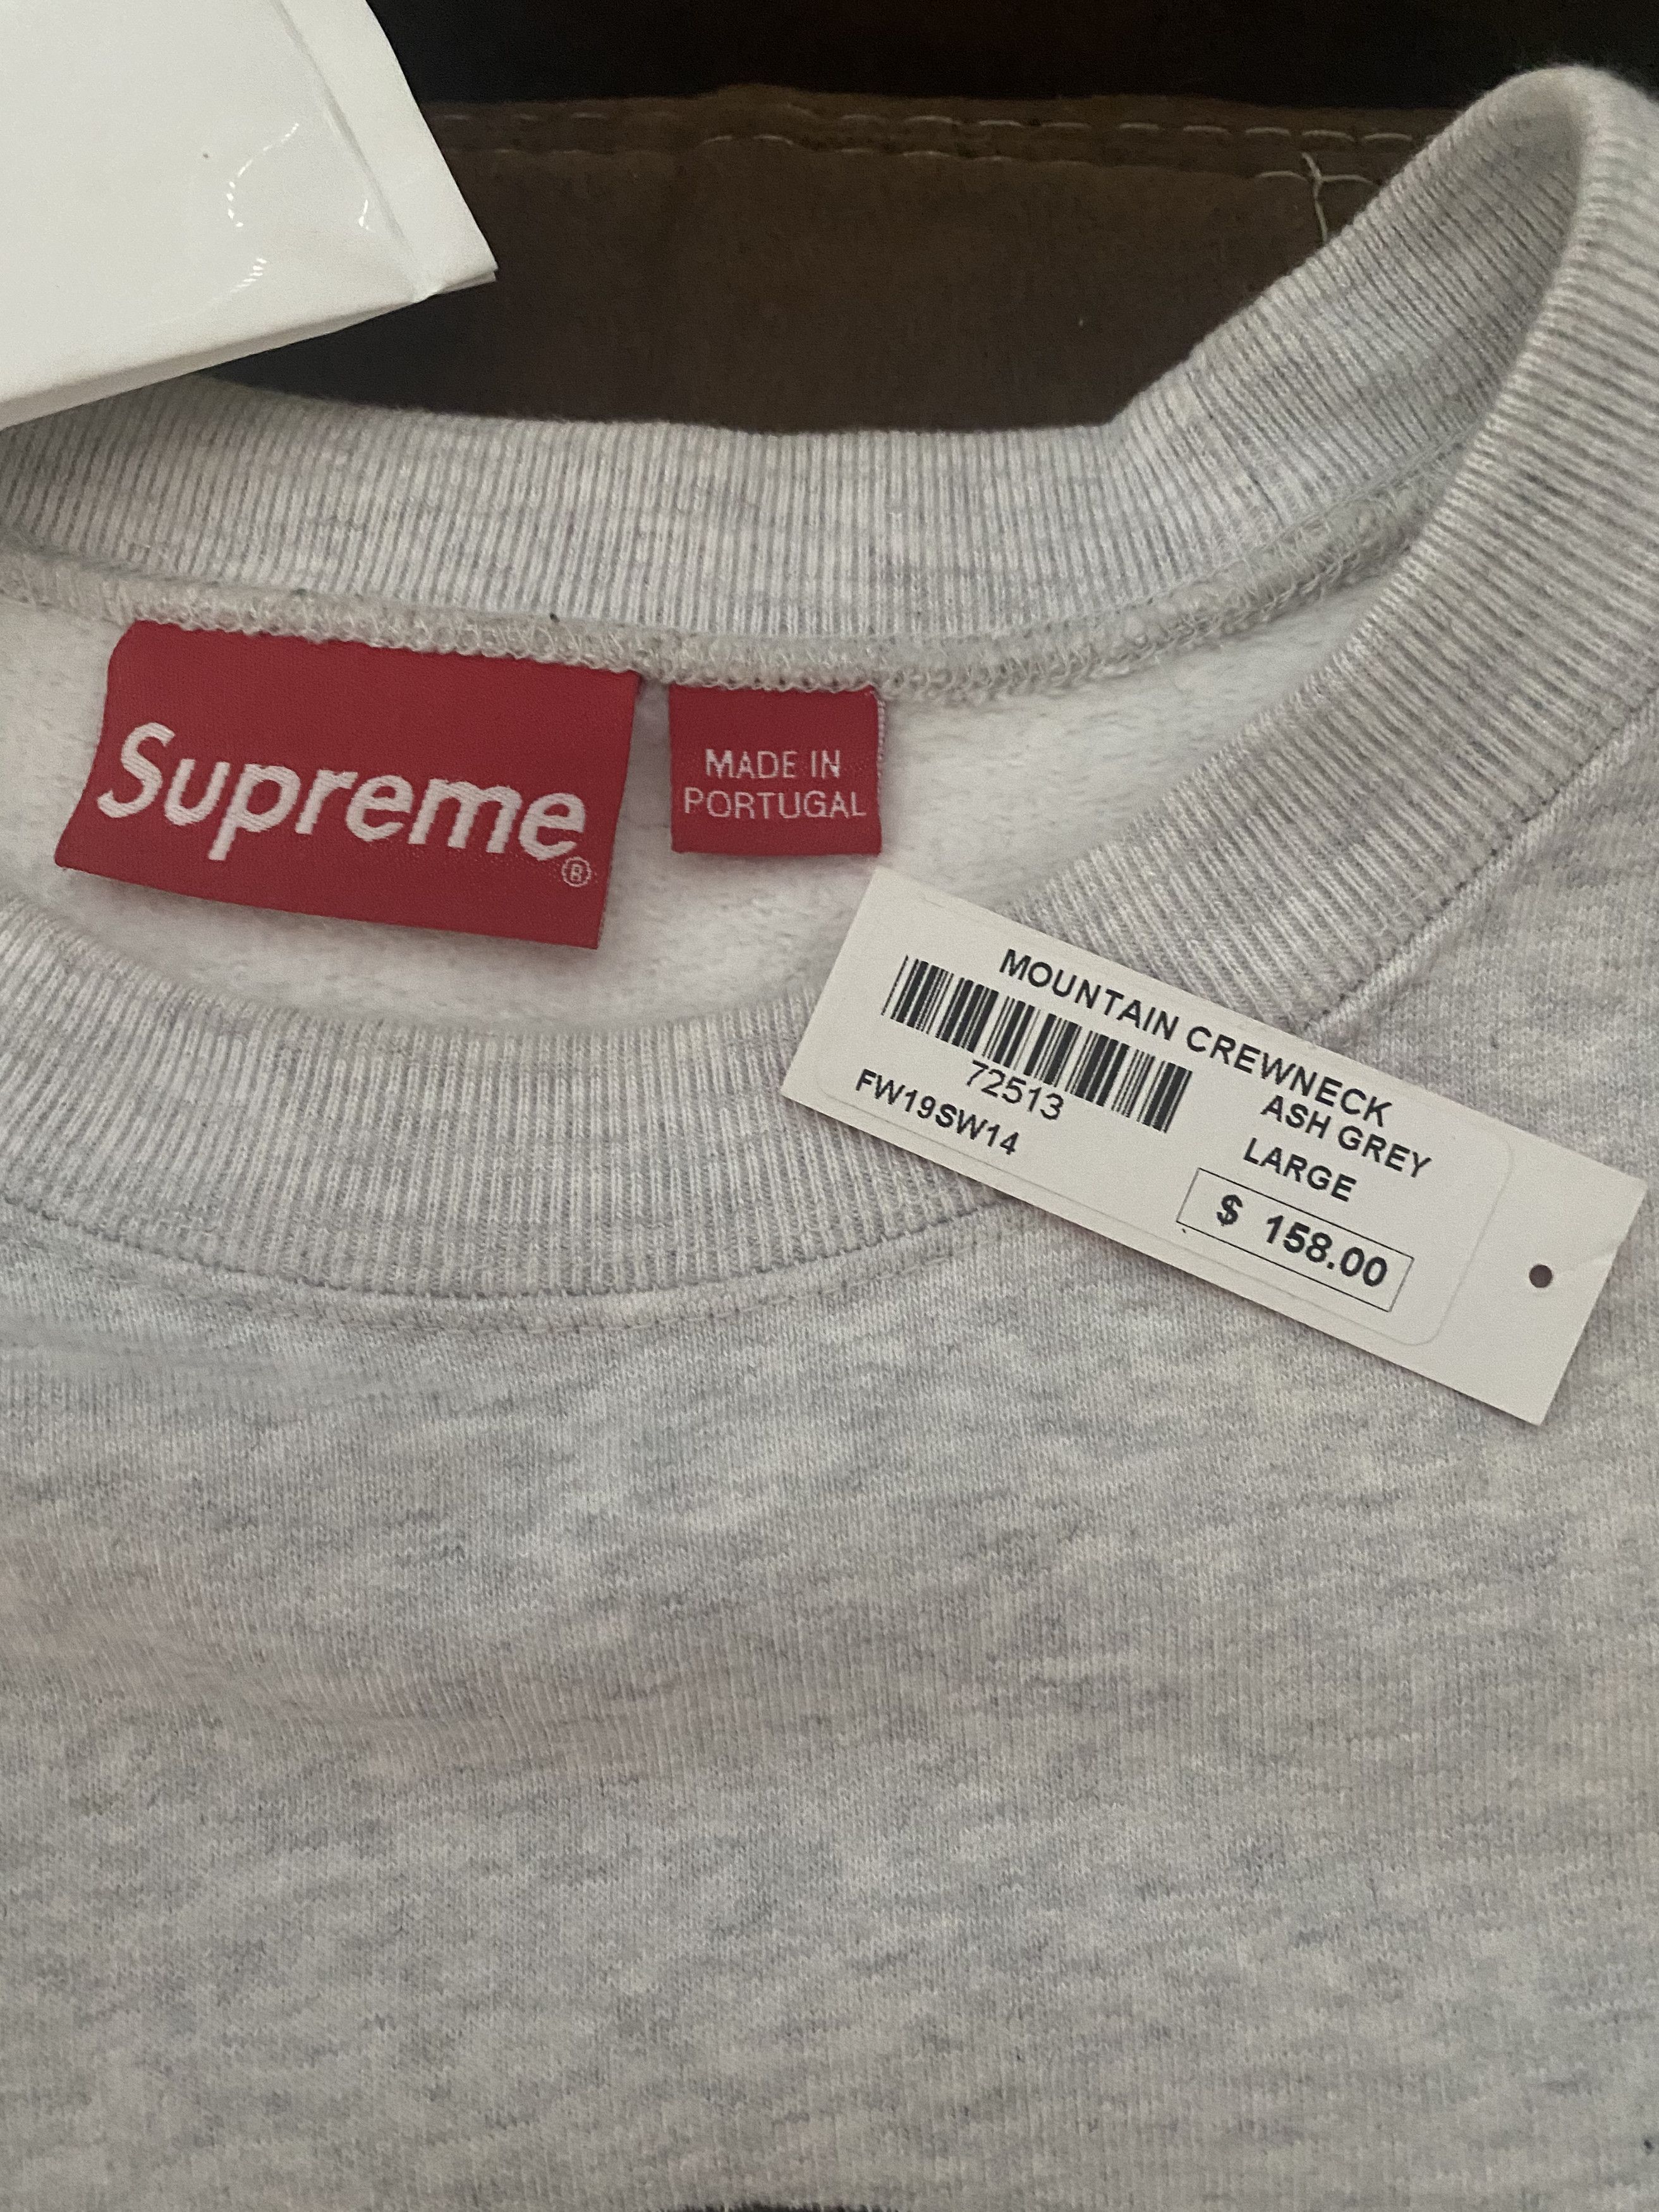 Supreme
®
MADE IN
PORTUGAL
MOUNTAIN CREWNECK
72513
ASH GREY
FW19SW14
LARGE
$ 158.00